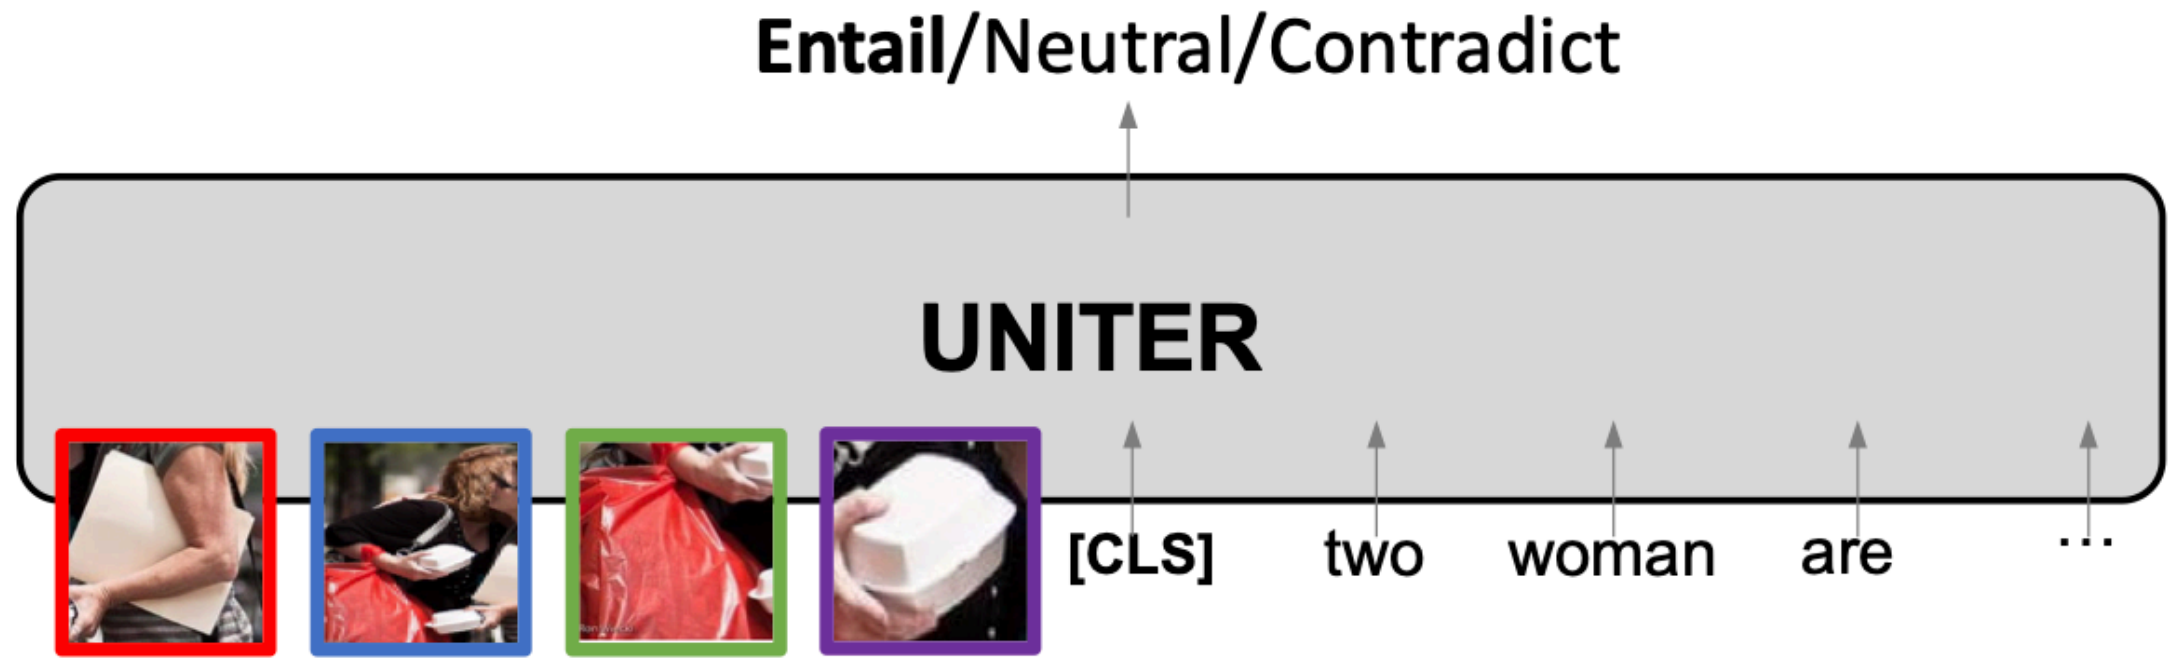 Entail/Neutral/Contradict
UNITER
[CLS] two woman are ...